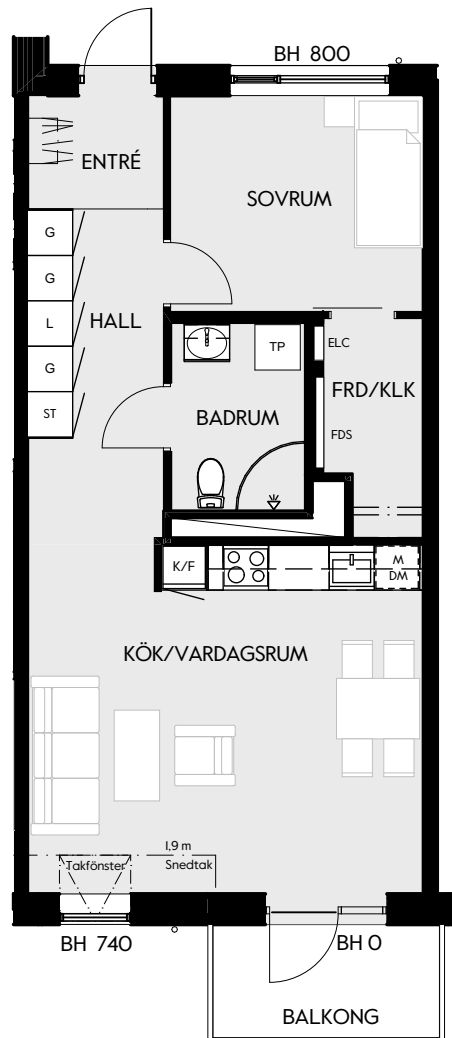 BH 800
ENTRÉ
SOVRUM
G
G
L
HALL
G
ST
TP
ELC
FRD/KLK
BADRUM
FDS
K/F
M
DM
KÖK/VARDAGSRUM
1,9 m
Takfönster
Snedtak
BH 740
BH 0
BALKONG